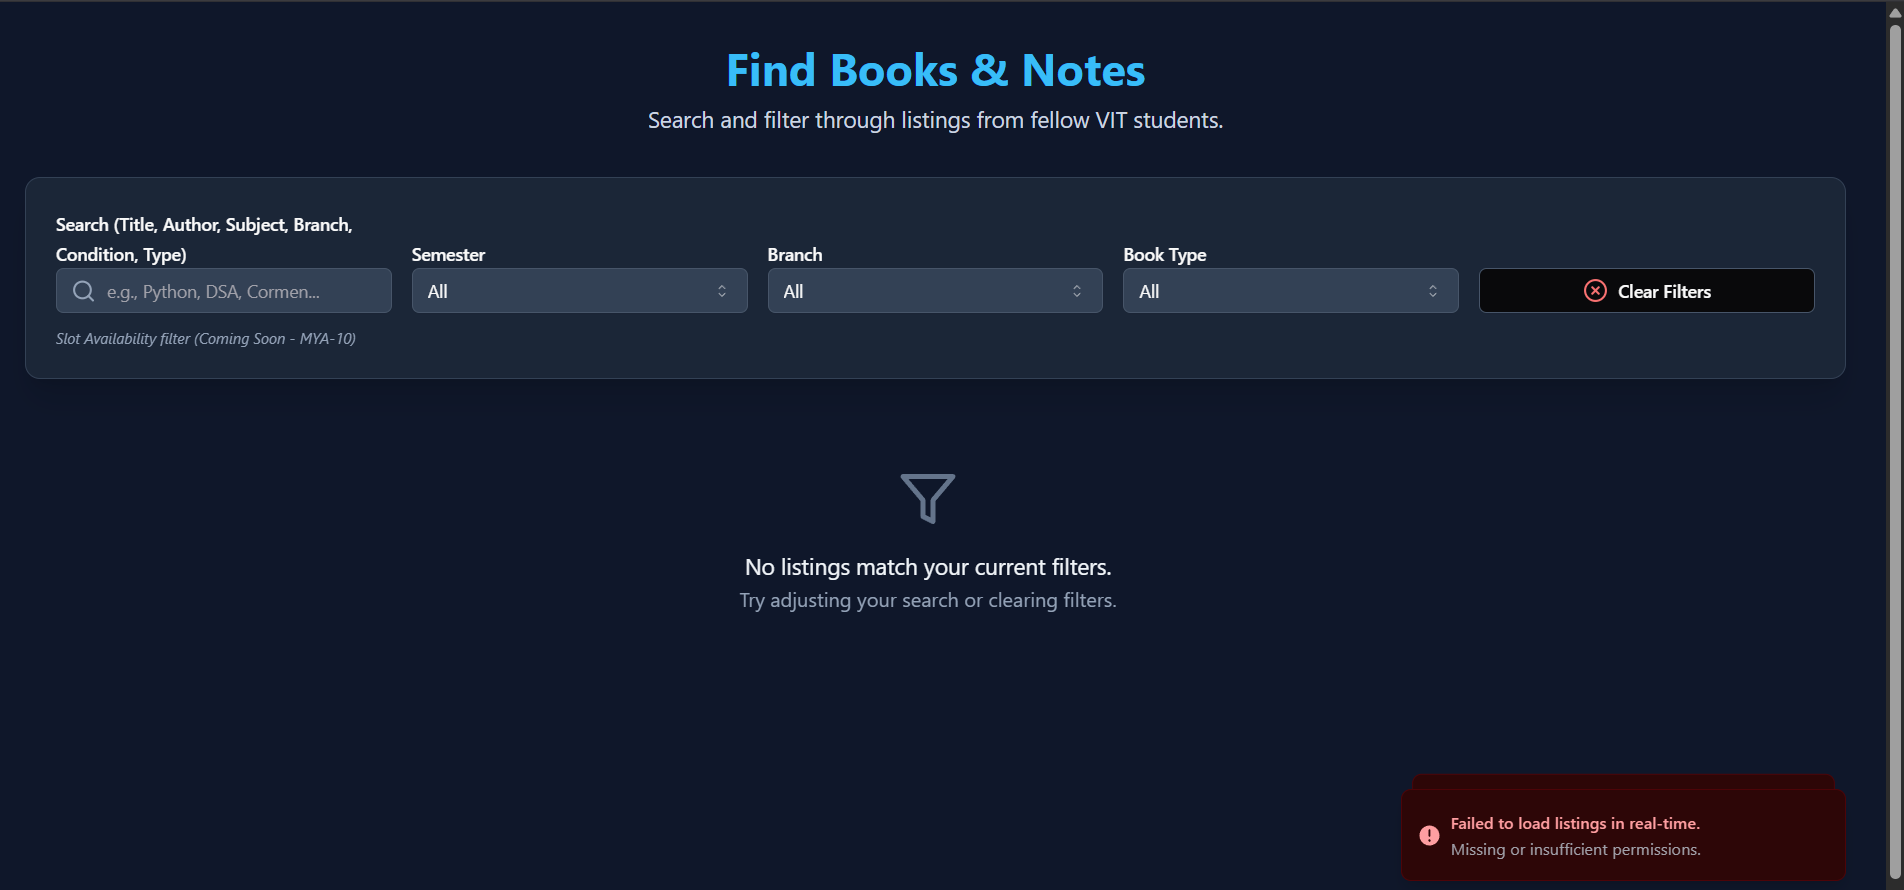 Find Books & Notes
Search and filter through listings from fellow VIT students.
Search (Title, Author, Subject, Branch,
Condition, Type)
Semester
Branch
Book Type
e.g., Python, DSA, Cormen...
All
All
All
Clear Filters
Slot Availability filter (Coming Soon - MYA-10)
No listings match your current filters.
Try adjusting your search or clearing filters.
Failed to load listings in real-time.
Missing or insufficient permissions.